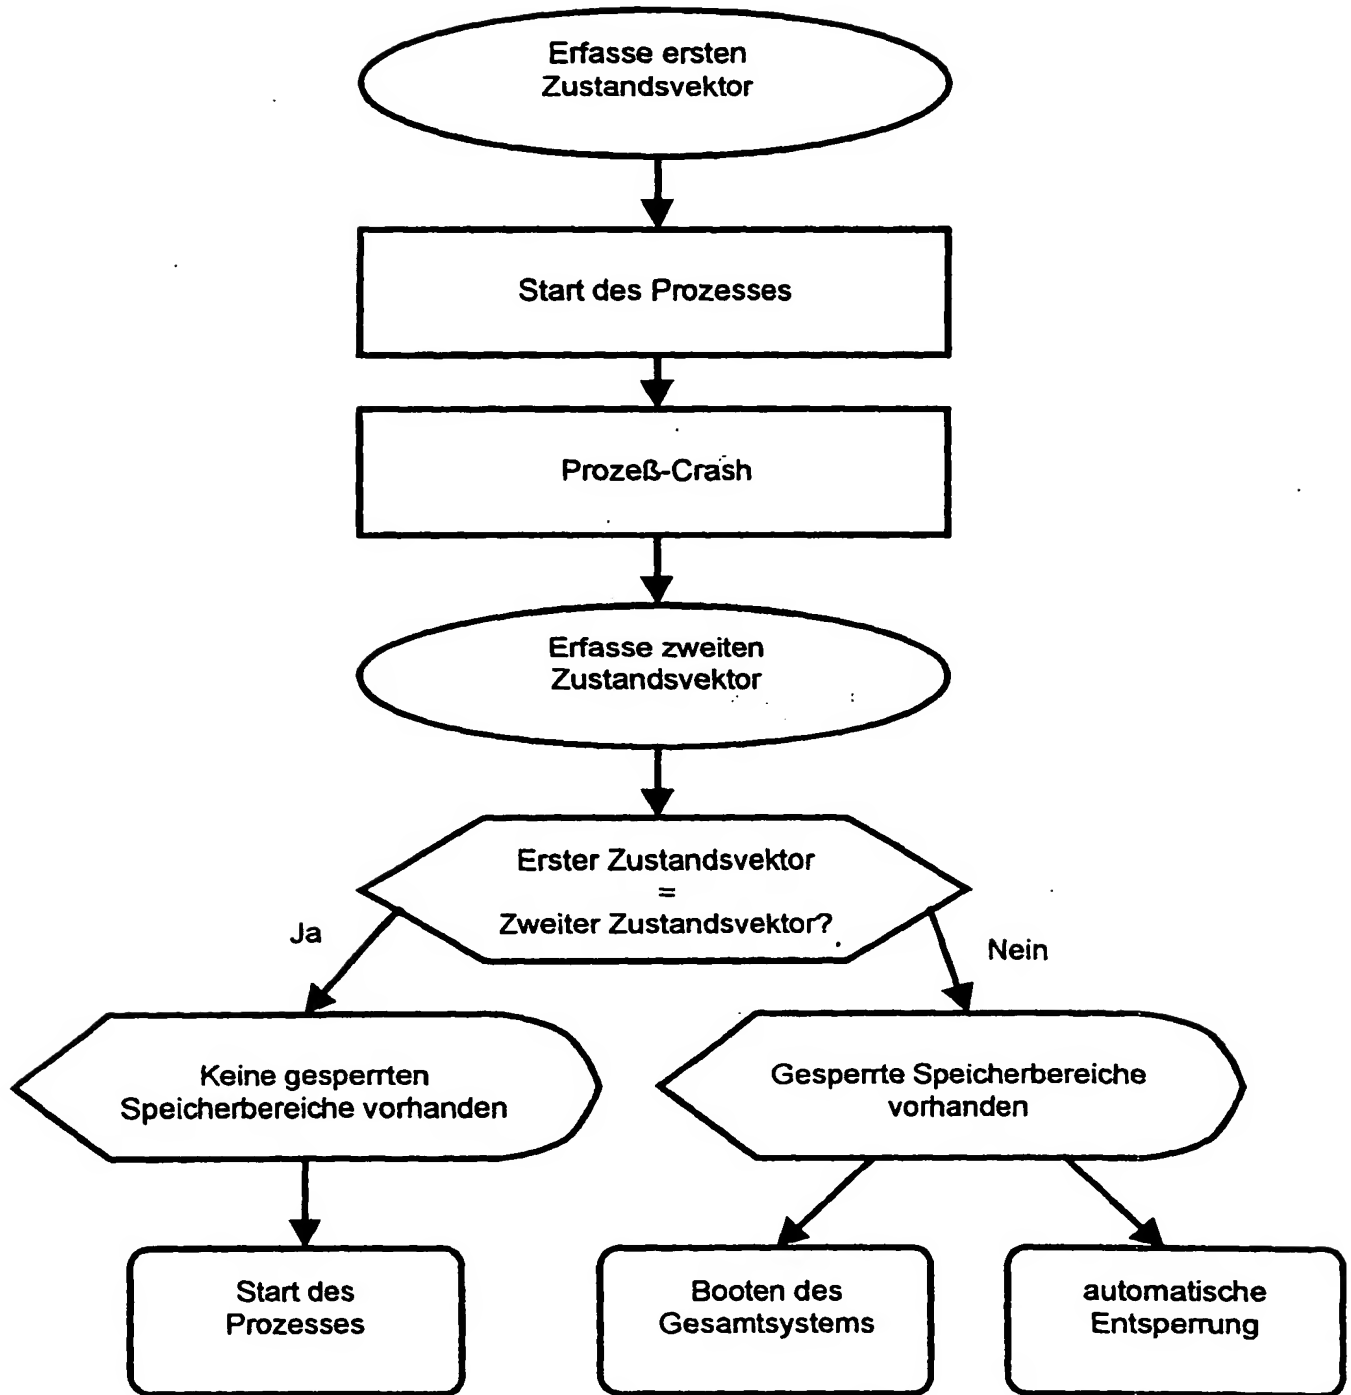 Erfasse ersten
Zustandsvektor
Start des Prozesses
Prozeß-Crash
Erfasse zweiten
Zustandsvektor
Erster Zustandsvektor
=
Zweiter Zustandsvektor?
Ja
Nein
Keine gesperrten
Speicherbereiche vorhanden
Gesperrte Speicherbereiche
vorhanden
Start des
Prozesses
Booten des
Gesamtsystems
automatische
Entsperrung